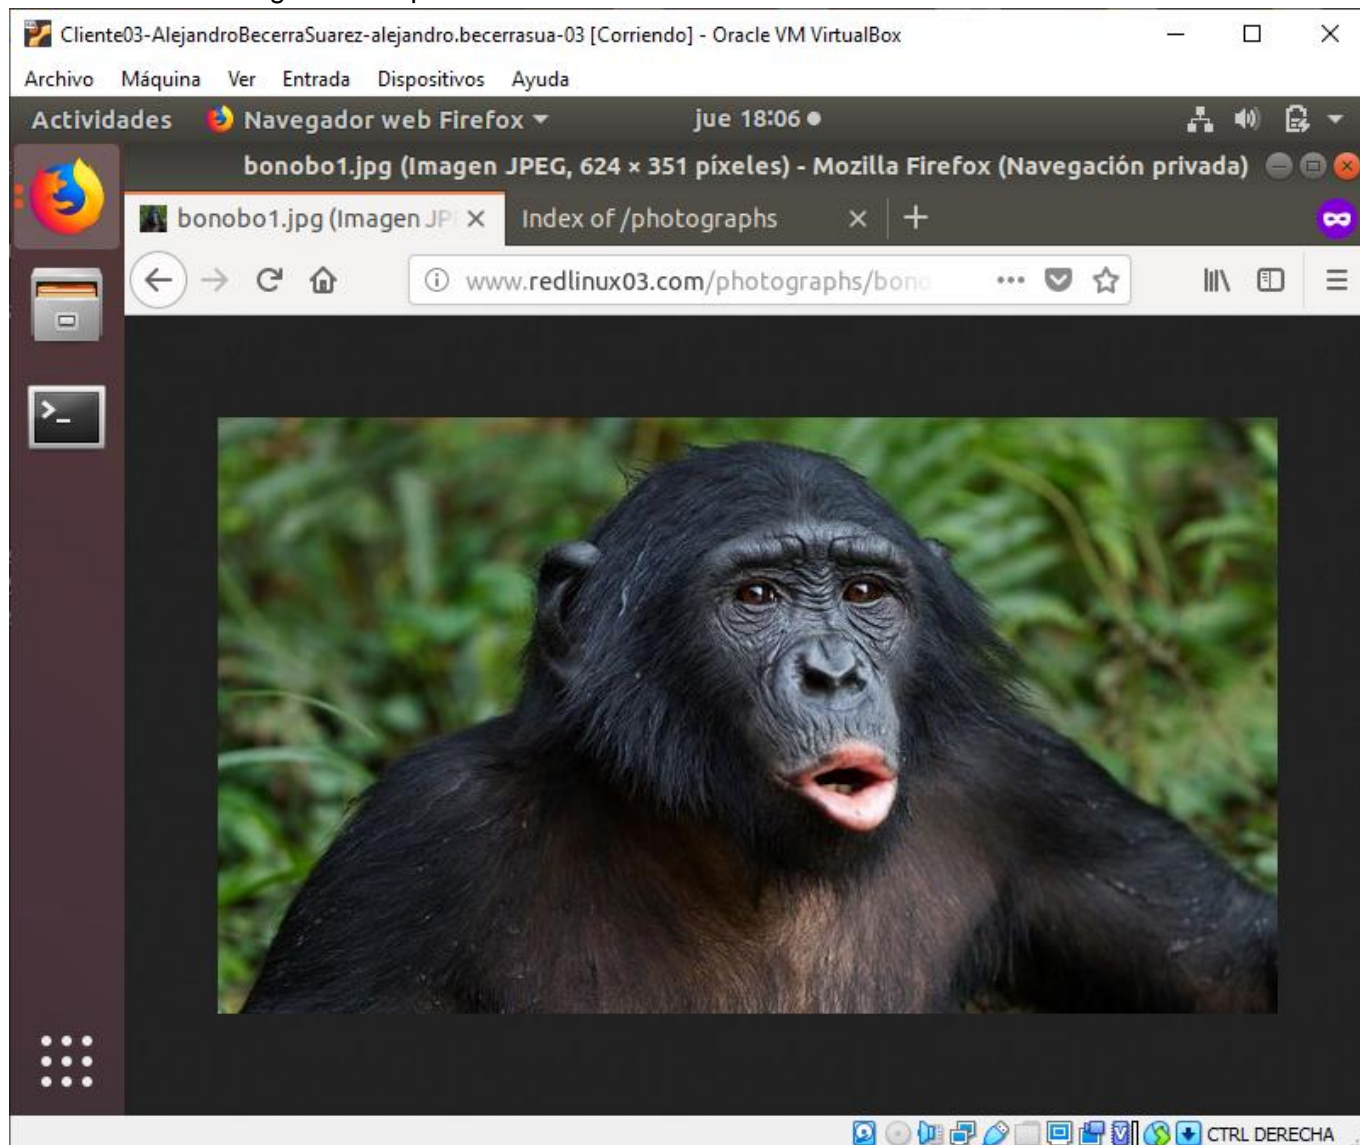 Cliente03-AlejandroBecerraSuarez-alejandro.becerrasua-03 [Corriendo] - Oracle VM VirtualBox
Archivo Máquina Ver Entrada Dispositivos Ayuda
Actividades Navegador web Firefox jue 18:06
bonobo1.jpg (Imagen JPEG, 624 × 351 píxeles) - Mozilla Firefox (Navegación privada)
bonobo1.jpg (Imagen JP Index of /photographs
www.redlinux03.com/photographs/bono
CTRL DERECHA